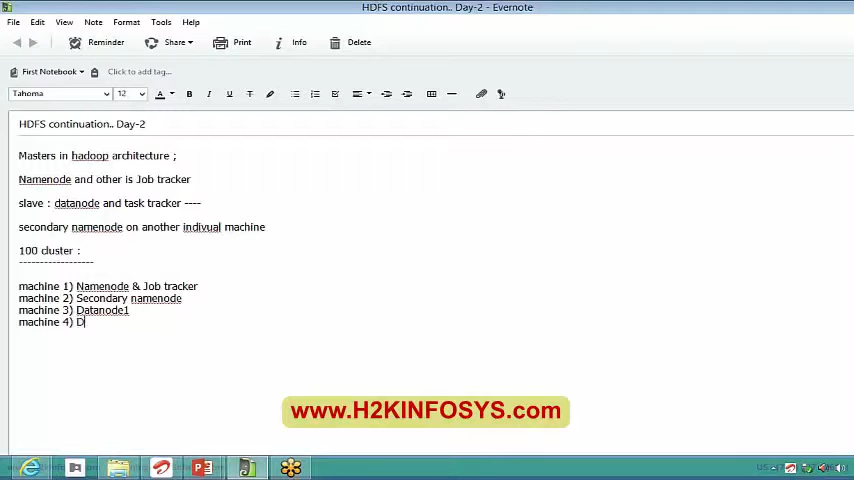 HDFS continuation.. Day-2 - Evernote
File Edit View Note Format Tools Help
Reminder Share Print Info Delete
First Notebook Click to add tag...
Tahoma 12 A B I U T
HDFS continuation.. Day-2
Masters in hadoop architecture ;
Namenode and other is Job tracker
slave : datanode and task tracker ----
secondary namenode on another indivual machine
100 cluster :
------------------
machine 1) Namenode & Job tracker
machine 2) Secondary namenode
machine 3) Datanode1
machine 4) D
www.H2KINFOSYS.com
US